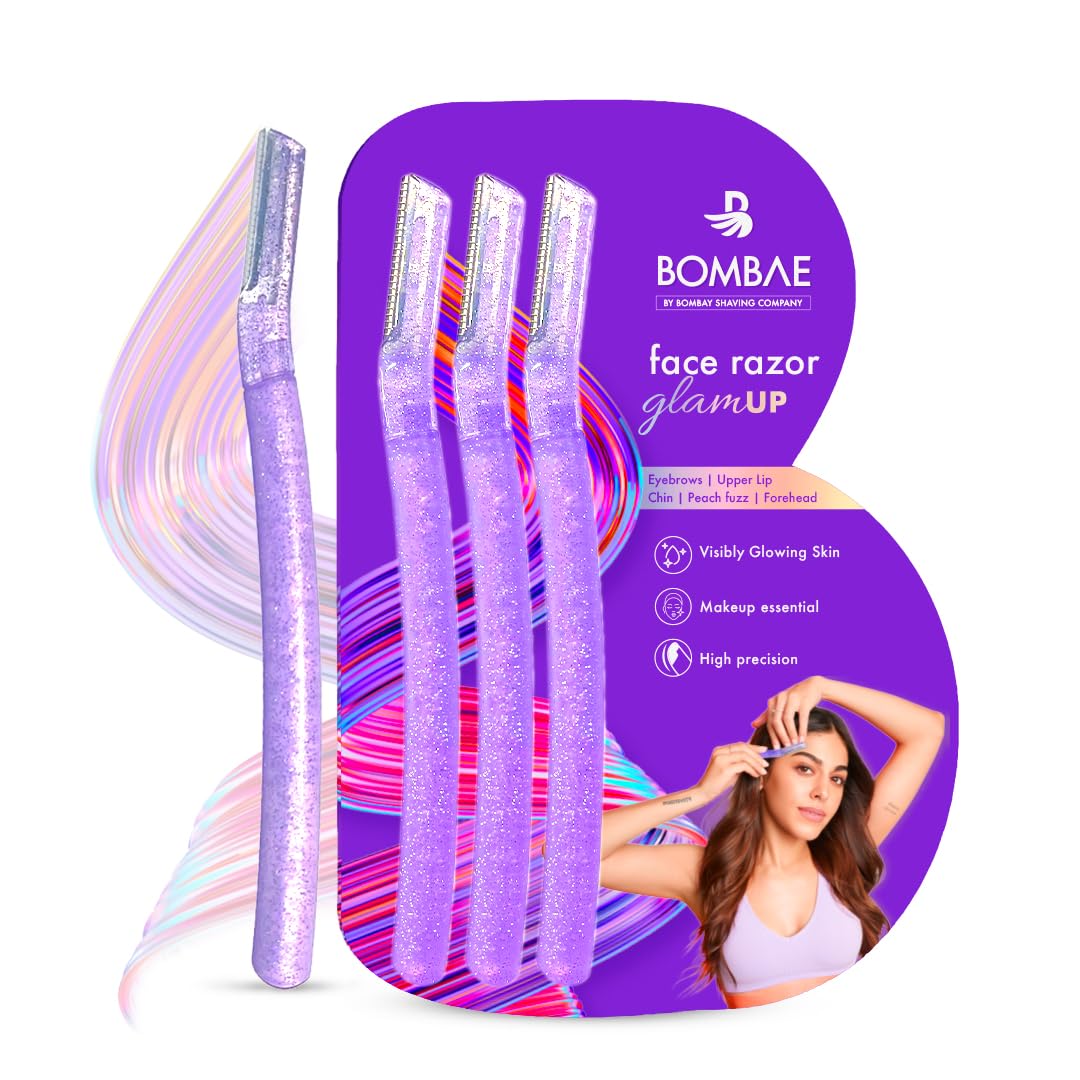 BOMBAE
BY BOMBAY SHAVING COMPANY
face razor
glamUP
Eyebrows | Upper Lip
Chin | Peach fuzz | Forehead
Visibly Glowing Skin
Makeup essential
High precision